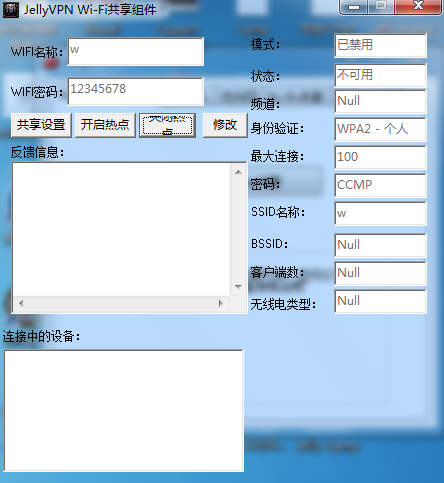 JellyVPN Wi-Fi共享组件
WIFI名称： w
WIFI密码： 12345678
共享设置 开启热点 关闭热点 修改
反馈信息：
连接中的设备：
模式： 已禁用
状态： 不可用
频道： Null
身份验证： WPA2 - 个人
最大连接： 100
密码： CCMP
SSID名称： w
BSSID： Null
客户端数： Null
无线电类型： Null